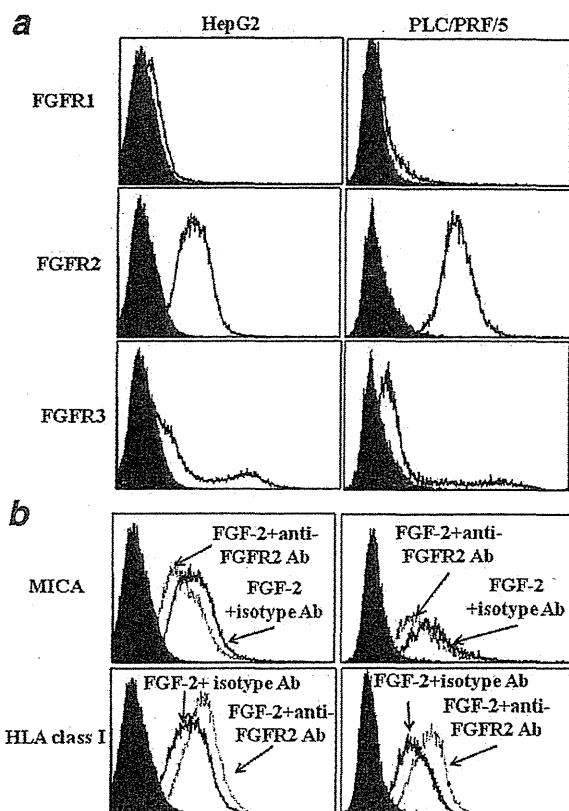 a
HepG2 PLC/PRF/5
FGFR1
FGFR2
FGFR3
b
MICA
FGF-2+anti-
FGFR2 Ab
FGF-2
+isotype Ab
FGF-2+anti-
FGFR2 Ab
FGF-2
+isotype Ab
HLA class I
FGF-2+ isotype Ab
FGF-2+anti-
FGFR2 Ab
FGF-2+isotype Ab
FGF-2+anti-
FGFR2 Ab